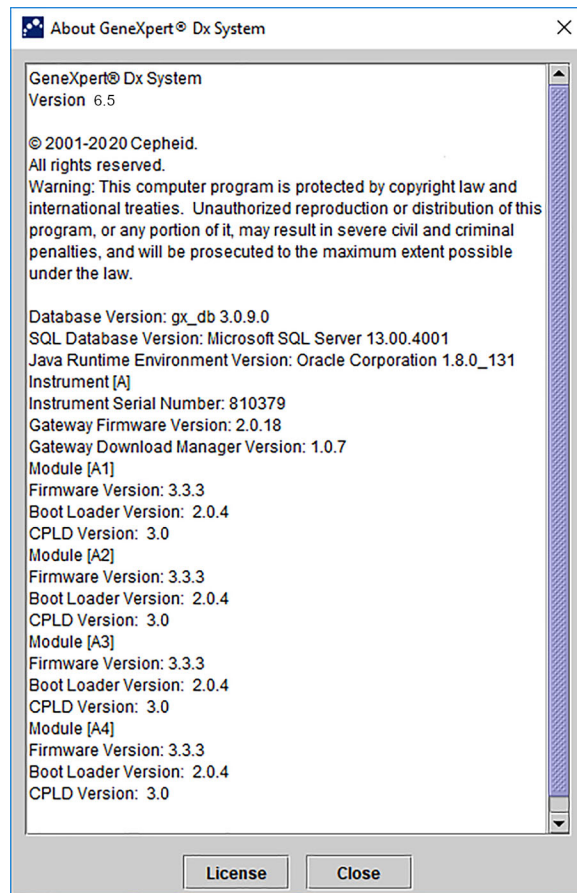 About GeneXpert® Dx System
GeneXpert® Dx System
Version 6.5
© 2001-2020 Cepheid.
All rights reserved.
Warning: This computer program is protected by copyright law and
international treaties.  Unauthorized reproduction or distribution of this
program, or any portion of it, may result in severe civil and criminal
penalties, and will be prosecuted to the maximum extent possible
under the law.
Database Version: gx_db 3.0.9.0
SQL Database Version: Microsoft SQL Server 13.00.4001
Java Runtime Environment Version: Oracle Corporation 1.8.0_131
Instrument [A]
Instrument Serial Number: 810379
Gateway Firmware Version: 2.0.18
Gateway Download Manager Version: 1.0.7
Module [A1]
Firmware Version: 3.3.3
Boot Loader Version:  2.0.4
CPLD Version:  3.0
Module [A2]
Firmware Version: 3.3.3
Boot Loader Version:  2.0.4
CPLD Version:  3.0
Module [A3]
Firmware Version: 3.3.3
Boot Loader Version:  2.0.4
CPLD Version:  3.0
Module [A4]
Firmware Version: 3.3.3
Boot Loader Version:  2.0.4
CPLD Version:  3.0
License Close